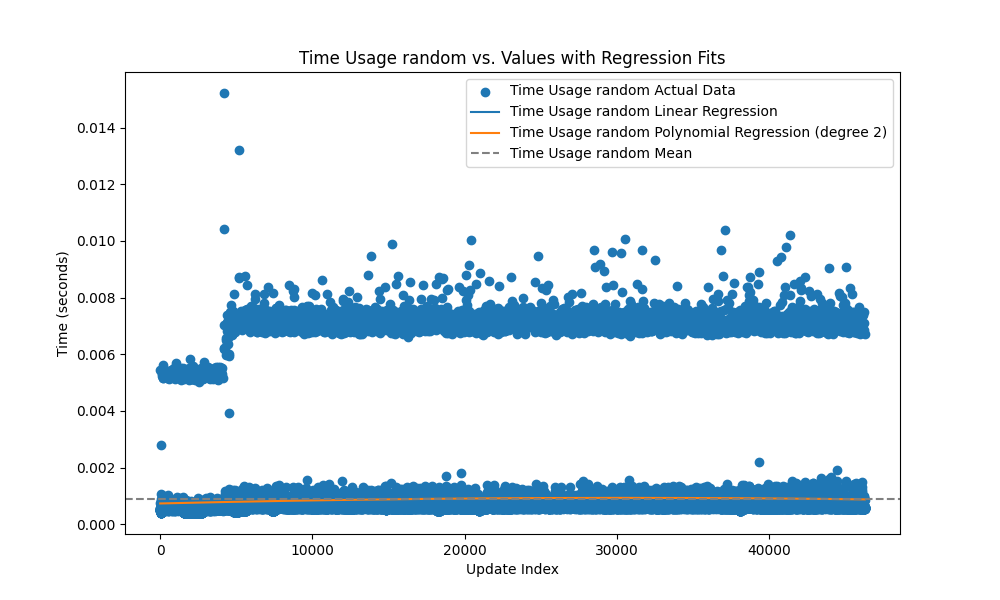 Time Usage random vs. Values with Regression Fits
Time Usage random Actual Data
Time Usage random Linear Regression
Time Usage random Polynomial Regression (degree 2)
Time Usage random Mean
Time (seconds)
0.014
0.012
0.010
0.008
0.006
0.004
0.002
0.000
0 10000 20000 30000 40000
Update Index